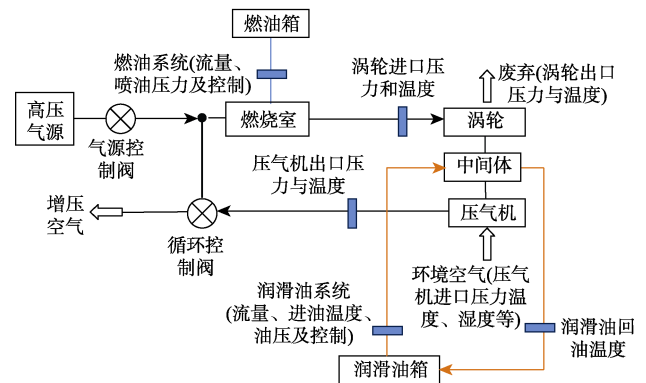 燃油箱
燃油系统(流量、
喷油压力及控制)
涡轮进口压
力和温度
废弃(涡轮出口
压力与温度)
高压
气源
气源控
制阀
燃烧室
涡轮
中间体
压气机出口压
力与温度
增压
空气
循环控
制阀
压气机
环境空气(压气
机进口压力温
度、湿度等)
润滑油系统
(流量、进油温度、
油压及控制)
润滑油回
油温度
润滑油箱